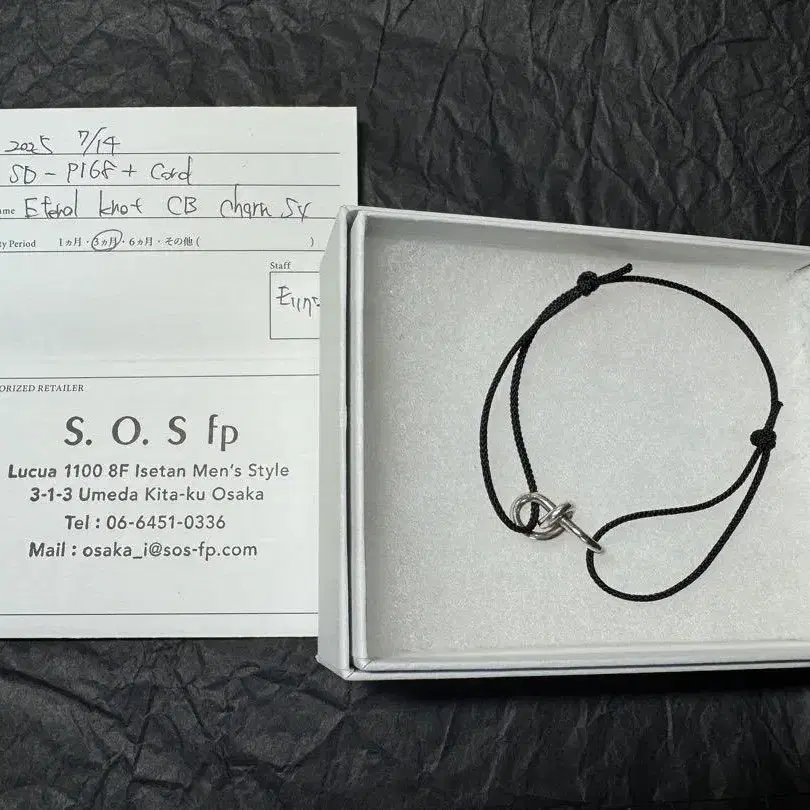 2025 7/14
SD - P168 + Cord
ame Eternal knot CB charm SV
ty Period 1ヵ月・3ヵ月・6ヵ月・その他 ( )
Staff
ORIZED RETAILER
S. O. S fp
Lucua 1100 8F Isetan Men's Style
3-1-3 Umeda Kita-ku Osaka
Tel : 06-6451-0336
Mail : osaka_i@sos-fp.com